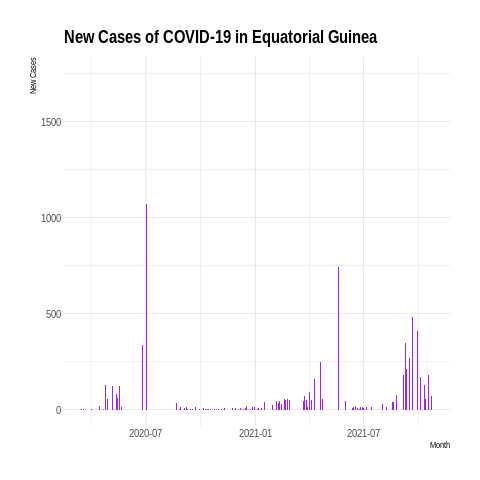 New Cases of COVID-19 in Equatorial Guinea
New Cases
1500
1000
500
0
2020-07 2021-01 2021-07
Month